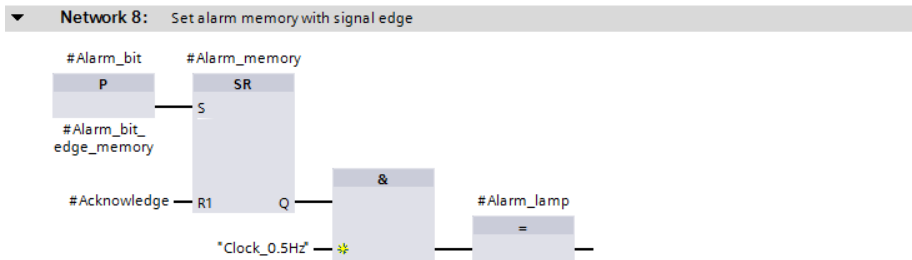 Network 8: Set alarm memory with signal edge
#Alarm_bit #Alarm_memory
P SR
S
#Alarm_bit_
edge_memory
&
#Acknowledge R1 Q #Alarm_lamp
=
"Clock_0.5Hz"